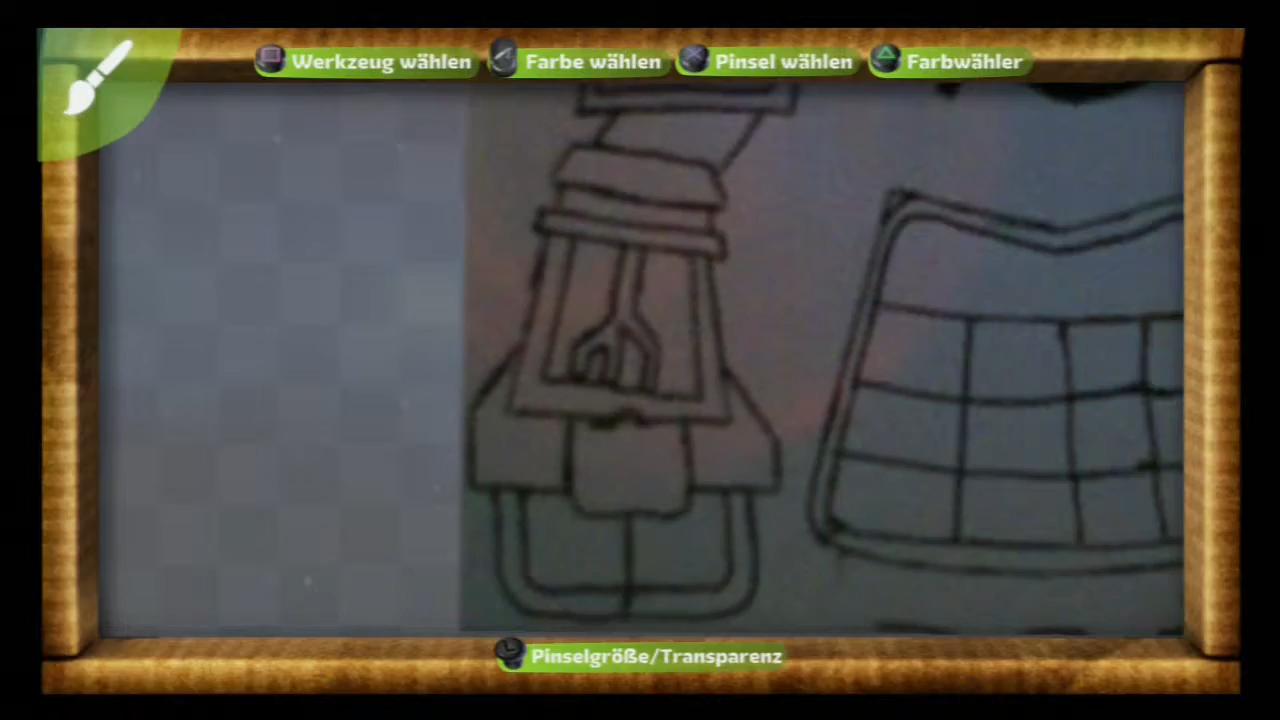 Werkzeug wählen
Farbe wählen
Pinsel wählen
Farbwähler
Pinselgröße/Transparenz